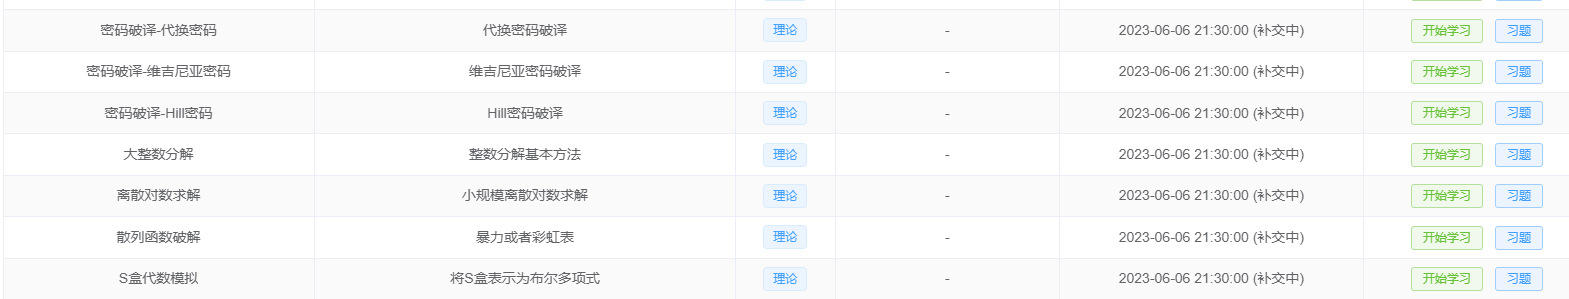 密码破译-代换密码 代换密码破译 理论 - 2023-06-06 21:30:00 (补交中) 开始学习 习题
密码破译-维吉尼亚密码 维吉尼亚密码破译 理论 - 2023-06-06 21:30:00 (补交中) 开始学习 习题
密码破译-Hill密码 Hill密码破译 理论 - 2023-06-06 21:30:00 (补交中) 开始学习 习题
大整数分解 整数分解基本方法 理论 - 2023-06-06 21:30:00 (补交中) 开始学习 习题
离散对数求解 小规模离散对数求解 理论 - 2023-06-06 21:30:00 (补交中) 开始学习 习题
散列函数破解 暴力或者彩虹表 理论 - 2023-06-06 21:30:00 (补交中) 开始学习 习题
S盒代数模拟 将S盒表示为布尔多项式 理论 - 2023-06-06 21:30:00 (补交中) 开始学习 习题